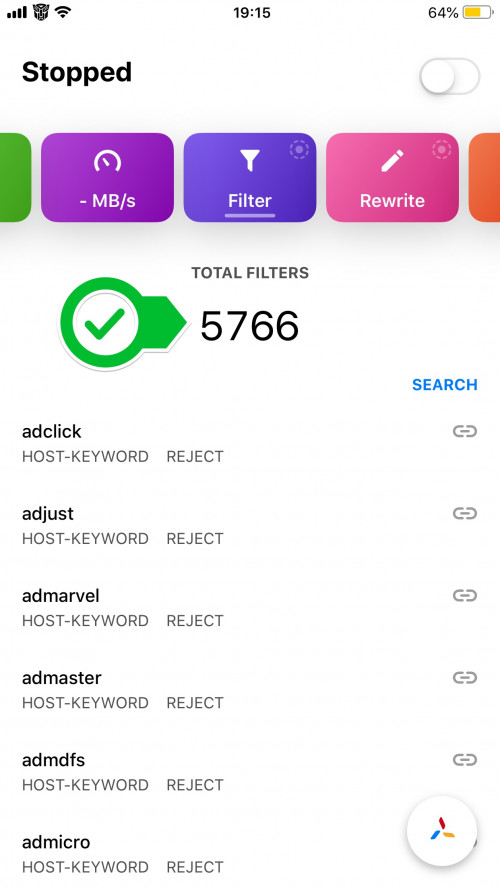 19:15
64%
Stopped
- MB/s
Filter
Rewrite
TOTAL FILTERS
5766
SEARCH
adclick
HOST-KEYWORD REJECT
adjust
HOST-KEYWORD REJECT
admarvel
HOST-KEYWORD REJECT
admaster
HOST-KEYWORD REJECT
admdfs
HOST-KEYWORD REJECT
admicro
HOST-KEYWORD REJECT